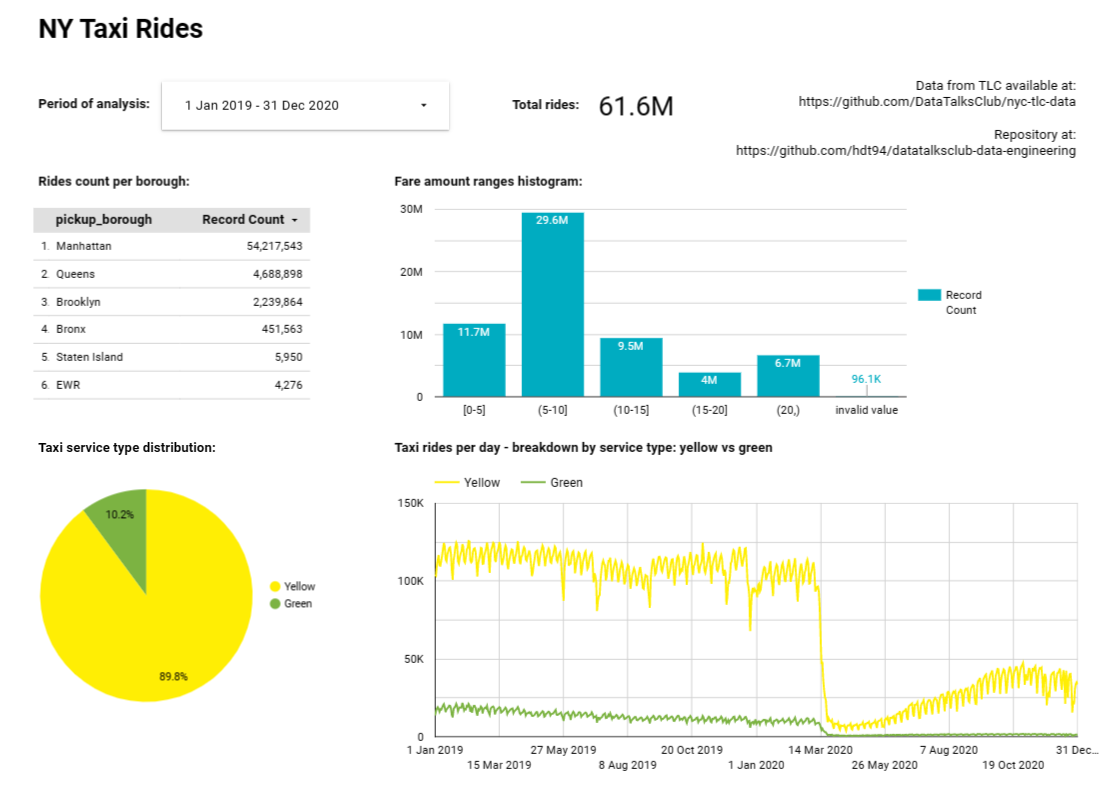 NY Taxi Rides
Period of analysis:
1 Jan 2019 - 31 Dec 2020
Total rides:
61.6M
Data from TLC available at:
https://github.com/DataTalksClub/nyc-tlc-data
Repository at:
https://github.com/hdt94/datatalksclub-data-engineering
Rides count per borough:
pickup_borough Record Count
1. Manhattan 54,217,543
2. Queens 4,688,898
3. Brooklyn 2,239,864
4. Bronx 451,563
5. Staten Island 5,950
6. EWR 4,276
Fare amount ranges histogram:
30M
20M
10M
0
11.7M
29.6M
9.5M
4M
6.7M
96.1K
[0-5] (5-10] (10-15] (15-20] (20,) invalid value
Record
Count
Taxi service type distribution:
10.2%
89.8%
Yellow
Green
Taxi rides per day - breakdown by service type: yellow vs green
Yellow Green
150K
100K
50K
0
1 Jan 2019 27 May 2019 20 Oct 2019 14 Mar 2020 7 Aug 2020 31 Dec…
15 Mar 2019 8 Aug 2019 1 Jan 2020 26 May 2020 19 Oct 2020